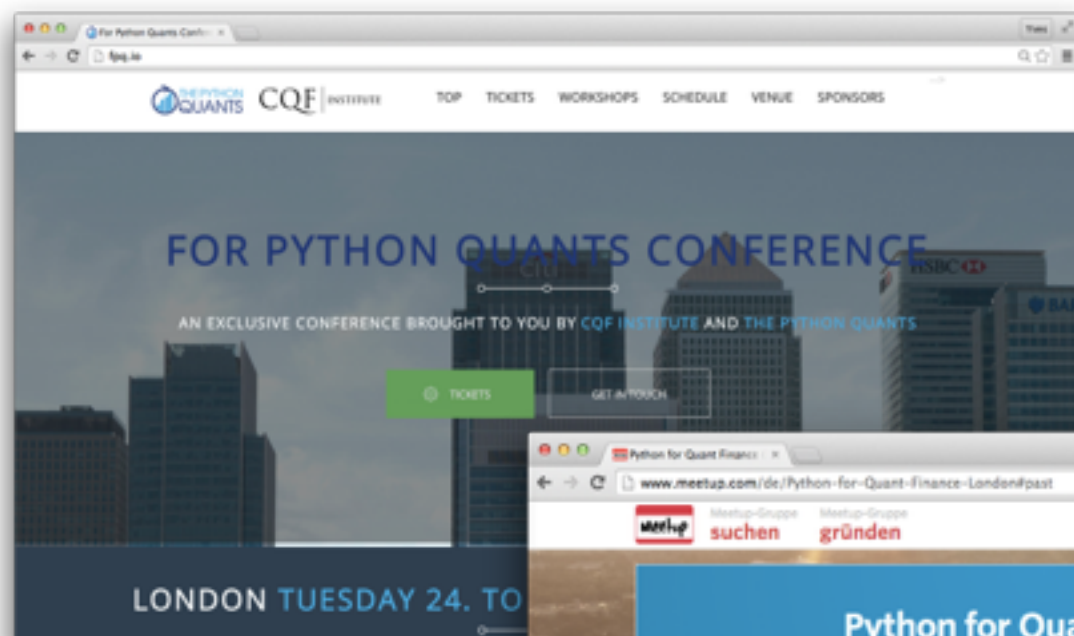 For Python Quants Confer
Yves
fpq.io
THE PYTHON
QUANTS
CQF INSTITUTE
TOP TICKETS WORKSHOPS SCHEDULE VENUE SPONSORS
FOR PYTHON QUANTS CONFERENCE
citi
HSBC
AN EXCLUSIVE CONFERENCE BROUGHT TO YOU BY CQF INSTITUTE AND THE PYTHON QUANTS
TICKETS GET IN TOUCH
LONDON TUESDAY 24. TO
Python for Quant Finance
www.meetup.com/de/Python-for-Quant-Finance-London#past
Meetup
Meetup-Gruppe
suchen
Meetup-Gruppe
gründen
Python for Qua